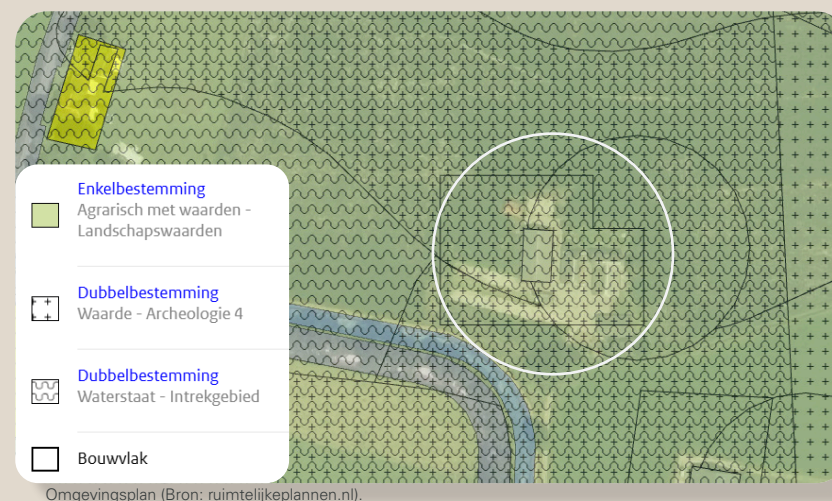 Enkelbestemming
Agrarisch met waarden -
Landschapswaarden
Dubbelbestemming
Waarde - Archeologie 4
Dubbelbestemming
Waterstaat - Intrekgebied
Bouwvlak
Omgevingsplan (Bron: ruimtelijkeplannen.nl).